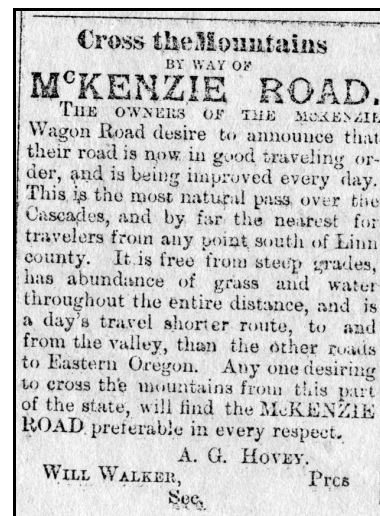 Cross the Mountains
BY WAY OF
McKENZIE ROAD.
THE OWNERS OF THE MCKENZIE
Wagon Road desire to announce that
their road is now in good traveling or-
der, and is being improved every day.
This is the most natural pass over the
Cascades, and by far the nearest for
travelers from any point south of Linn
county. It is free from steep grades,
has abundance of grass and water
throughout the entire distance, and is
a day's travel shorter route, to and
from the valley, than the other roads
to Eastern Oregon. Any one desiring
to cross the mountains from this part
of the state, will find the MCKENZIE
ROAD preferable in every respect.
A. G. HOVEY.
WILL WALKER, Pres
Sec.